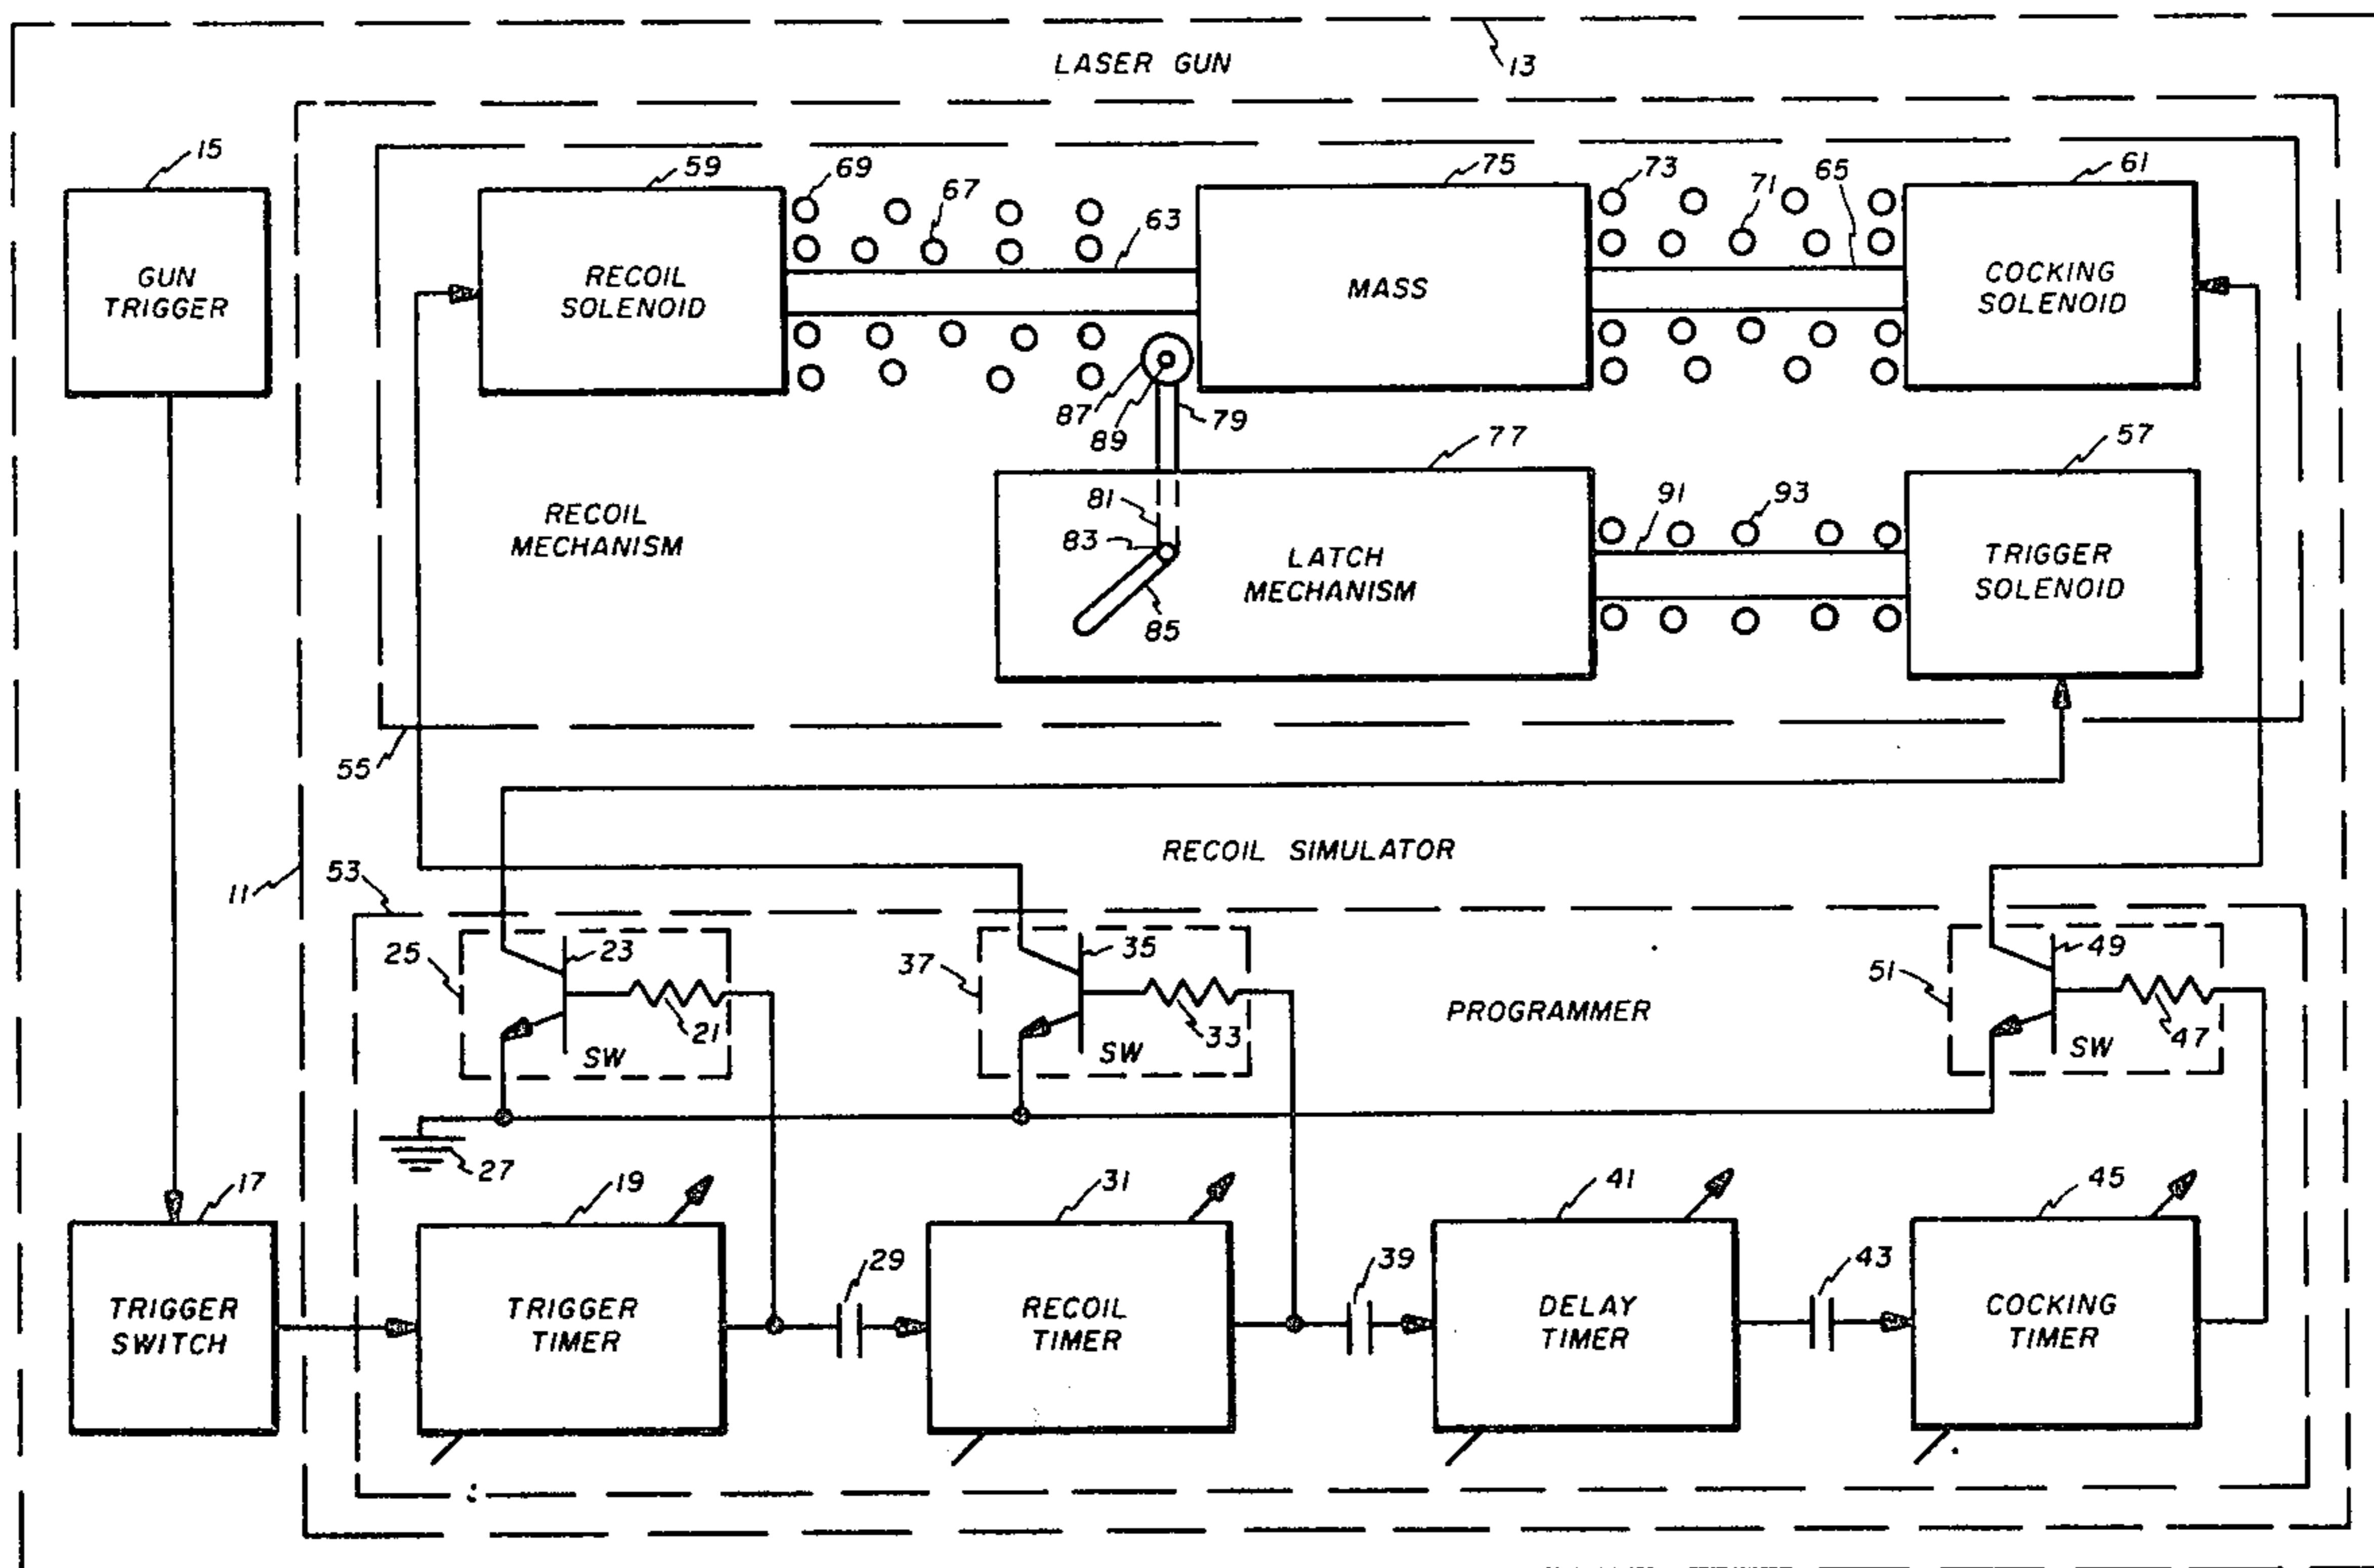 LASER GUN
13
15
59
69
67
63
75
73
71
65
61
GUN
TRIGGER
RECOIL
SOLENOID
MASS
COCKING
SOLENOID
87
89
79
77
57
RECOIL
MECHANISM
81
83
85
LATCH
MECHANISM
91
93
TRIGGER
SOLENOID
55
RECOIL SIMULATOR
11
53
25
23
21
SW
37
35
33
SW
PROGRAMMER
51
49
47
SW
27
17
19
31
41
45
TRIGGER
SWITCH
TRIGGER
TIMER
29
RECOIL
TIMER
39
DELAY
TIMER
43
COCKING
TIMER